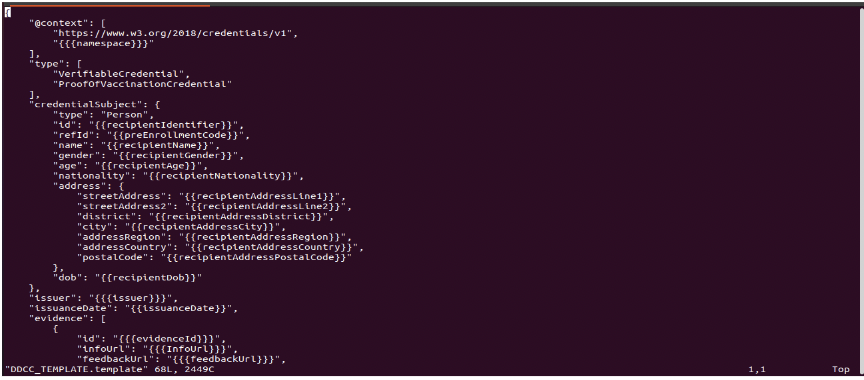 {
    "@context": [
        "https://www.w3.org/2018/credentials/v1",
        "{{{namespace}}}"
    ],
    "type": [
        "VerifiableCredential",
        "ProofOfVaccinationCredential"
    ],
    "credentialSubject": {
        "type": "Person",
        "id": "{{recipientIdentifier}}",
        "refId": "{{preEnrollmentCode}}",
        "name": "{{recipientName}}",
        "gender": "{{recipientGender}}",
        "age": "{{recipientAge}}",
        "nationality": "{{recipientNationality}}",
        "address": {
            "streetAddress": "{{recipientAddressLine1}}",
            "streetAddress2": "{{recipientAddressLine2}}",
            "district": "{{recipientAddressDistrict}}",
            "city": "{{recipientAddressCity}}",
            "addressRegion": "{{recipientAddressRegion}}",
            "addressCountry": "{{recipientAddressCountry}}",
            "postalCode": "{{recipientAddressPostalCode}}"
        },
        "dob": "{{recipientDob}}"
    },
    "issuer": "{{{issuer}}}",
    "issuanceDate": "{{issuanceDate}}",
    "evidence": [
        {
            "id": "{{{evidenceId}}}",
            "infoUrl": "{{{InfoUrl}}}",
            "feedbackUrl": "{{{feedbackUrl}}}",
"DDCC_TEMPLATE.template" 68L, 2449C 1,1 Top